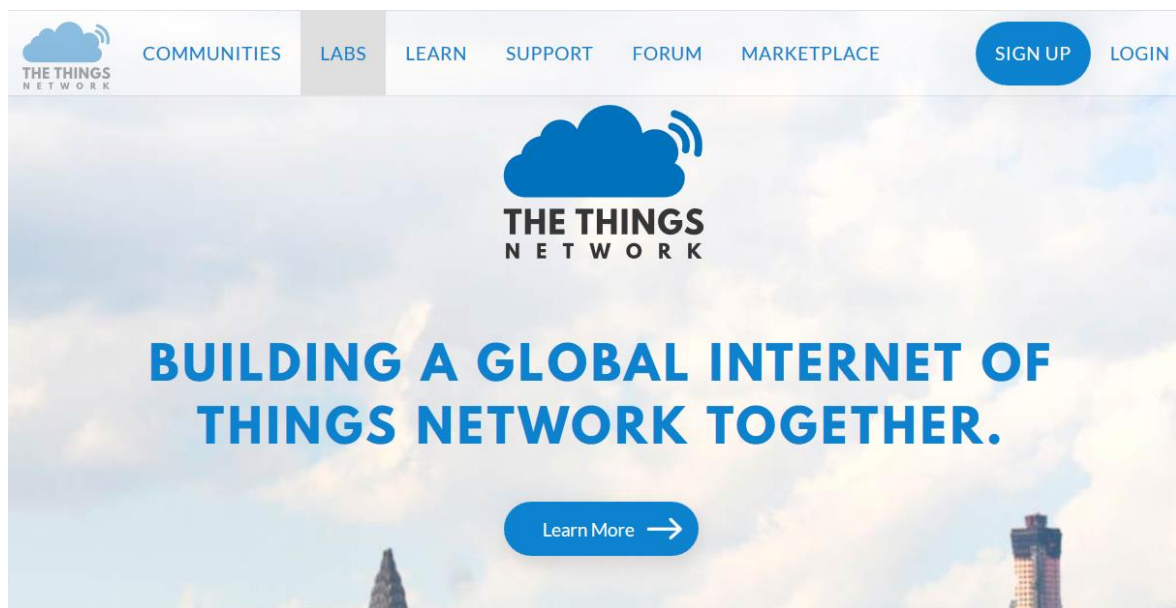 THE THINGS
NETWORK
COMMUNITIES LABS LEARN SUPPORT FORUM MARKETPLACE SIGN UP LOGIN
THE THINGS
NETWORK
BUILDING A GLOBAL INTERNET OF
THINGS NETWORK TOGETHER.
Learn More